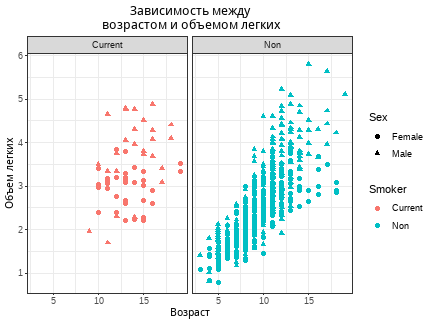 Зависимость между
возрастом и объемом легких
Current
Non
Объем легких
6
5
4
3
2
1
5
10
15
5
10
15
Возраст
Sex
Female
Male
Smoker
Current
Non